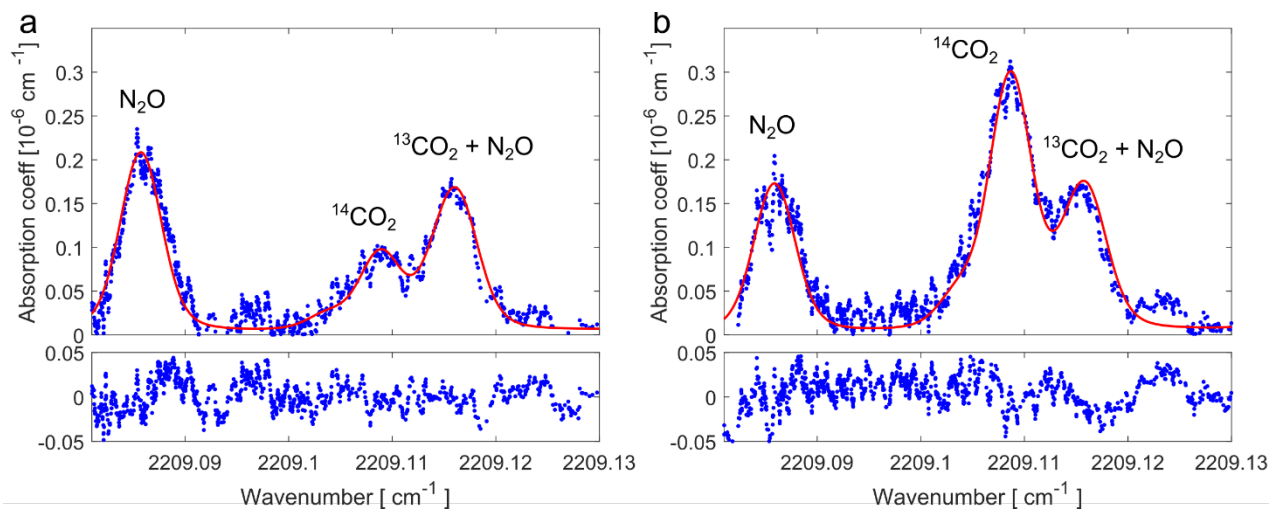 a
Absorption coeff [10⁻⁶ cm⁻¹]
0.3
0.25
0.2
0.15
0.1
0.05
0
N₂O
¹⁴CO₂
¹³CO₂ + N₂O
0.05
0
-0.05
2209.09 2209.1 2209.11 2209.12 2209.13
Wavenumber [ cm⁻¹]
b
Absorption coeff [10⁻⁶ cm⁻¹]
0.3
0.25
0.2
0.15
0.1
0.05
0
N₂O
¹⁴CO₂
¹³CO₂ + N₂O
0.05
0
-0.05
2209.09 2209.1 2209.11 2209.12 2209.13
Wavenumber [ cm⁻¹]